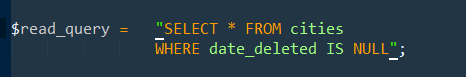 $read_query = "SELECT * FROM cities
WHERE date_deleted IS NULL";